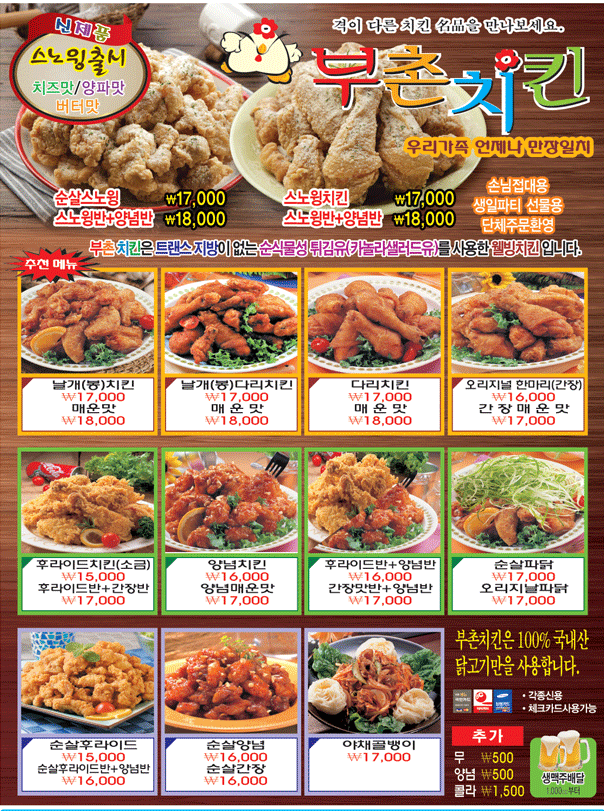 신제품
스노윙출시
치즈맛/양파맛
버터맛
격이 다른 치킨 名品을 만나보세요.
부촌치킨
우리가족 언제나 만장일치
순살스노윙 ₩17,000
스노윙반+양념반 ₩18,000
스노윙치킨 ₩17,000
스노윙반+양념반 ₩18,000
손님접대용
생일파티 선물용
단체주문환영
부촌 치킨은 트랜스 지방이 없는 순식물성 튀김유(카놀라샐러드유)를 사용한 웰빙치킨 입니다.
추천 메뉴
날개(봉)치킨
₩17,000
매운맛
₩18,000
날개(봉)다리치킨
₩17,000
매 운 맛
₩18,000
다리치킨
₩17,000
매 운 맛
₩18,000
오리지널 한마리(간장)
₩16,000
간 장 매 운 맛
₩17,000
후라이드치킨(소금)
₩15,000
후라이드반+간장반
₩17,000
양념치킨
₩16,000
양념매운맛
₩17,000
후라이드반+양념반
₩16,000
간장맛반+양념반
₩17,000
순살파닭
₩17,000
오리지날파닭
₩17,000
순살후라이드
₩15,000
순살후라이드반+양념반
₩16,000
순살양념
₩16,000
순살간장
₩16,000
야채골뱅이
₩17,000
부촌치킨은 100% 국내산
닭고기만을 사용합니다.
• 각종신용
• 체크카드사용가능
추 가
무 ₩500
양념 ₩500
콜라 ₩1,500
생맥주배달
1,000cc부터